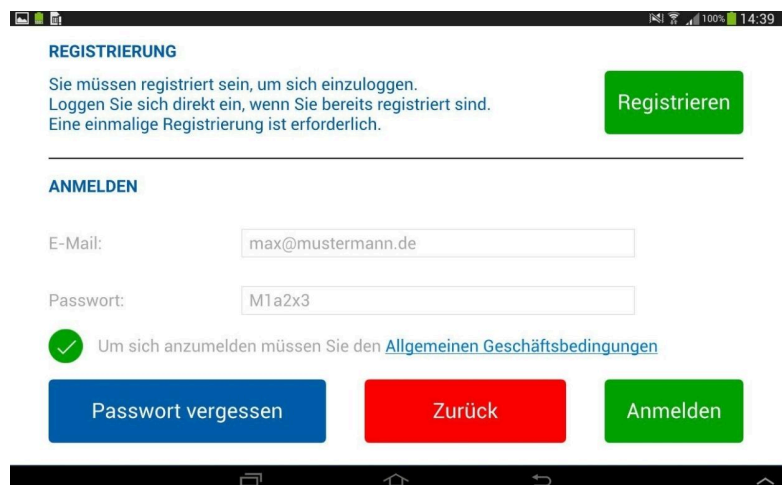 100% 14:39
REGISTRIERUNG
Sie müssen registriert sein, um sich einzuloggen.
Loggen Sie sich direkt ein, wenn Sie bereits registriert sind.
Eine einmalige Registrierung ist erforderlich.
Registrieren
ANMELDEN
E-Mail: max@mustermann.de
Passwort: M1a2x3
Um sich anzumelden müssen Sie den Allgemeinen Geschäftsbedingungen
Passwort vergessen Zurück Anmelden